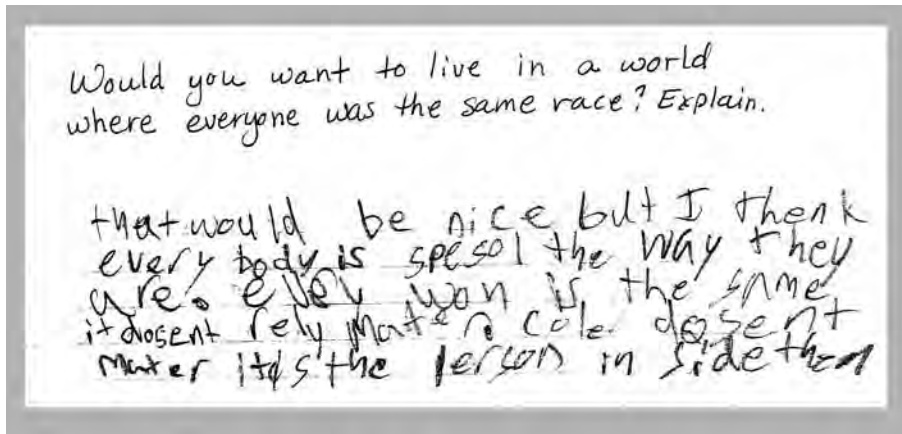 Would you want to live in a world
where everyone was the same race? Explain.
that would be nice but I thenk
every body is spesol the way they
are. evey won is the same
it dosent rely mater cole dosent
mater it's the person in side them